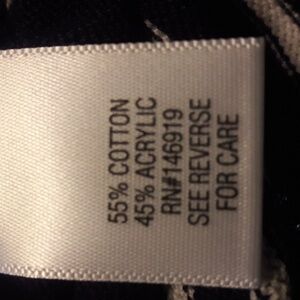 55% COTTON
45% ACRYLIC
RN#146919
SEE REVERSE
FOR CARE